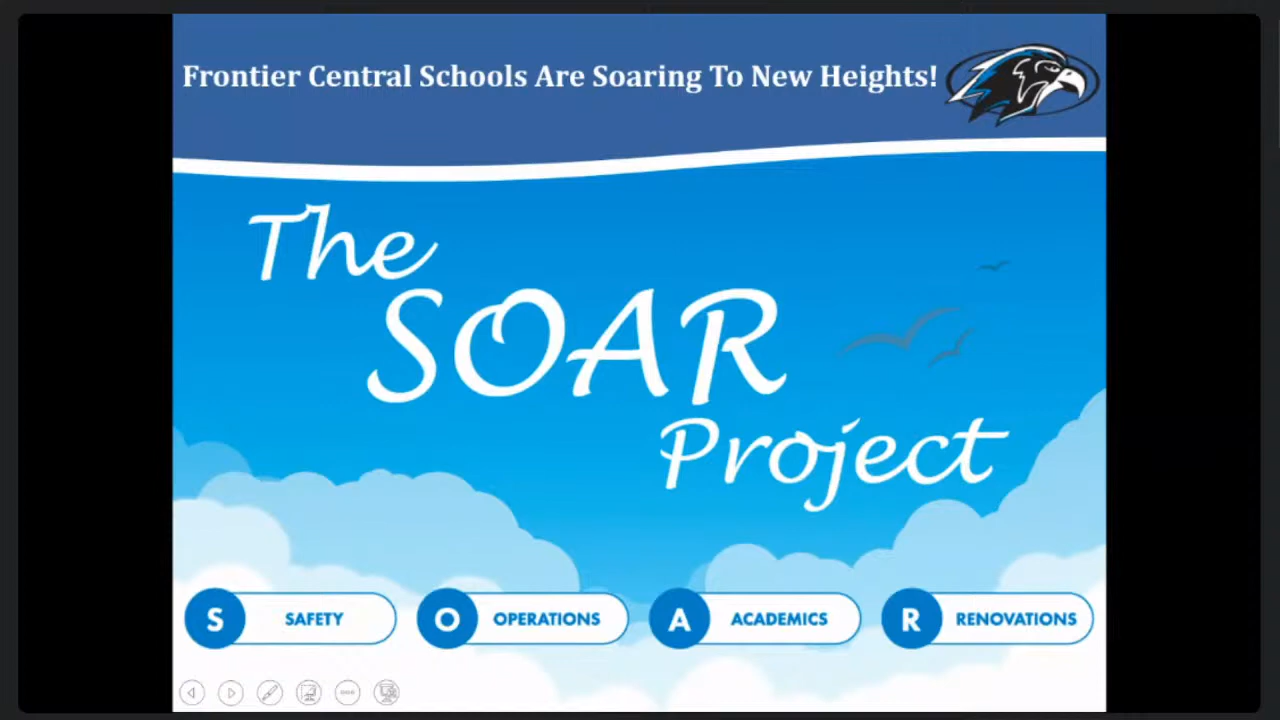 Frontier Central Schools Are Soaring To New Heights!
The
SOAR
Project
S SAFETY O OPERATIONS A ACADEMICS R RENOVATIONS